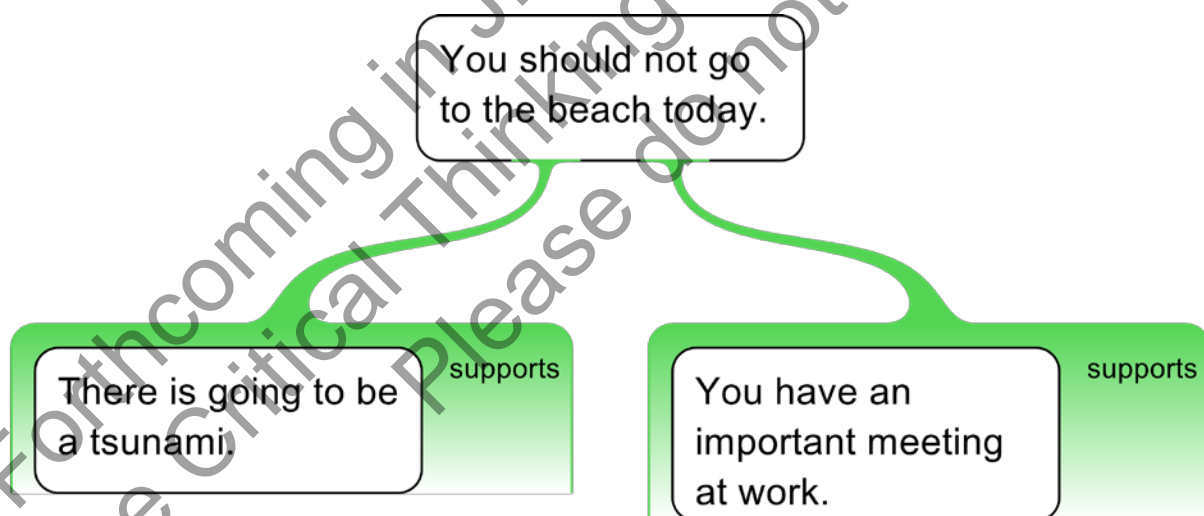 You should not go
to the beach today.
There is going to be
a tsunami.
supports
You have an
important meeting
at work.
supports
Forthcoming in
Critical Thinking
Please do not